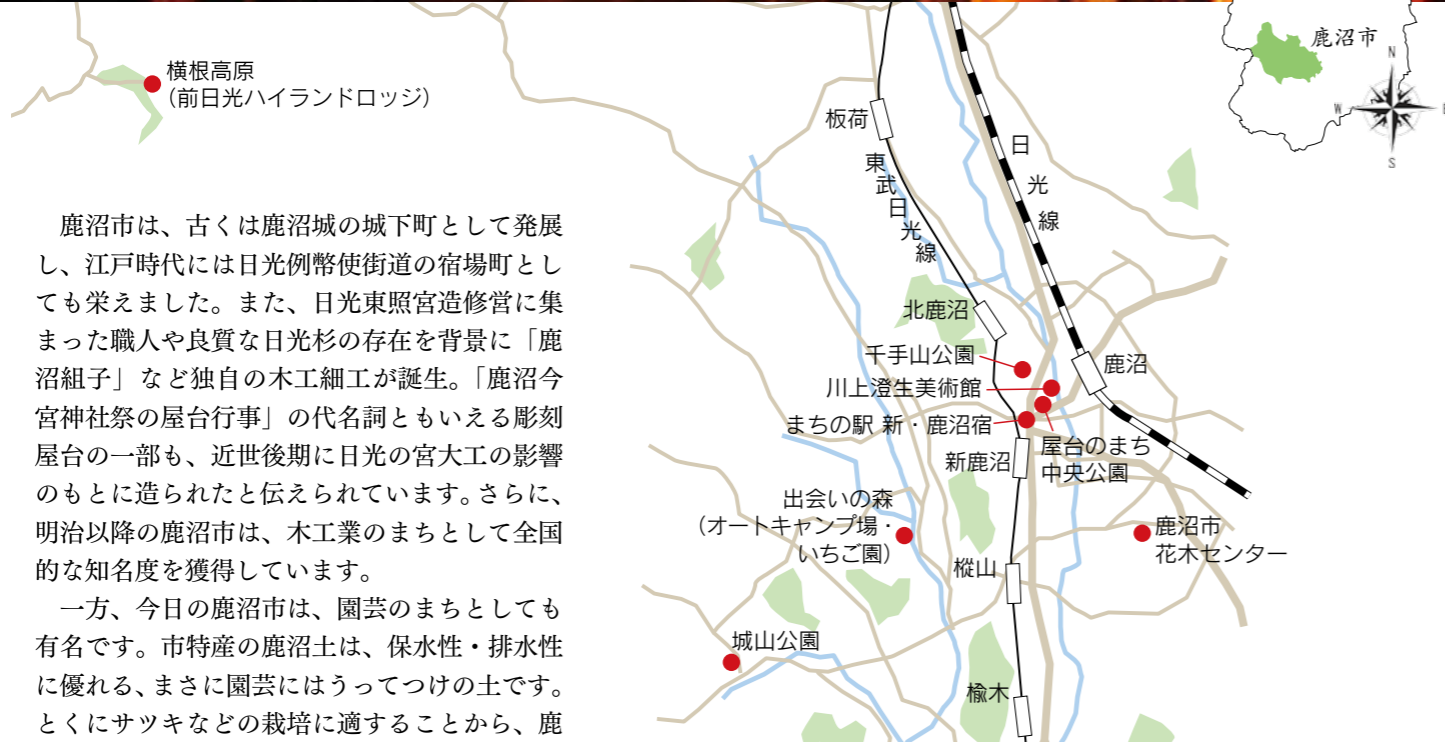 横根高原
（前日光ハイランドロッジ）
鹿沼市
N
W
E
S
鹿沼市は、古くは鹿沼城の城下町として発展
し、江戸時代には日光例幣使街道の宿場町とし
ても栄えました。また、日光東照宮造修営に集
まった職人や良質な日光杉の存在を背景に「鹿
沼組子」など独自の木工細工が誕生。「鹿沼今
宮神社祭の屋台行事」の代名詞ともいえる彫刻
屋台の一部も、近世後期に日光の宮大工の影響
のもとに造られたと伝えられています。さらに、
明治以降の鹿沼市は、木工業のまちとして全国
的な知名度を獲得しています。
一方、今日の鹿沼市は、園芸のまちとしても
有名です。市特産の鹿沼土は、保水性・排水性
に優れる、まさに園芸にはうってつけの土です。
とくにサツキなどの栽培に適することから、鹿
板荷
東武日光線
日光線
北鹿沼
千手山公園
川上澄生美術館
まちの駅 新・鹿沼宿
鹿沼
屋台のまち
中央公園
新鹿沼
出会いの森
（オートキャンプ場・
いちご園）
鹿沼市
花木センター
樅山
城山公園
楡木